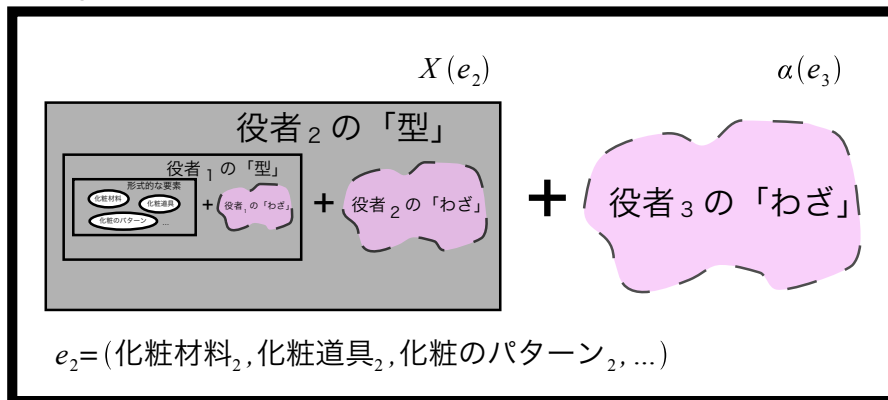 X(e₂)
α(e₃)
役者₂の「型」
役者₁の「型」
形式的な要素
化粧材料
化粧道具
化粧のパターン
...
+
役者₁の「わざ」
+
役者₂の「わざ」
+
役者₃の「わざ」
e₂=(化粧材料₂,化粧道具₂,化粧のパターン₂,...)